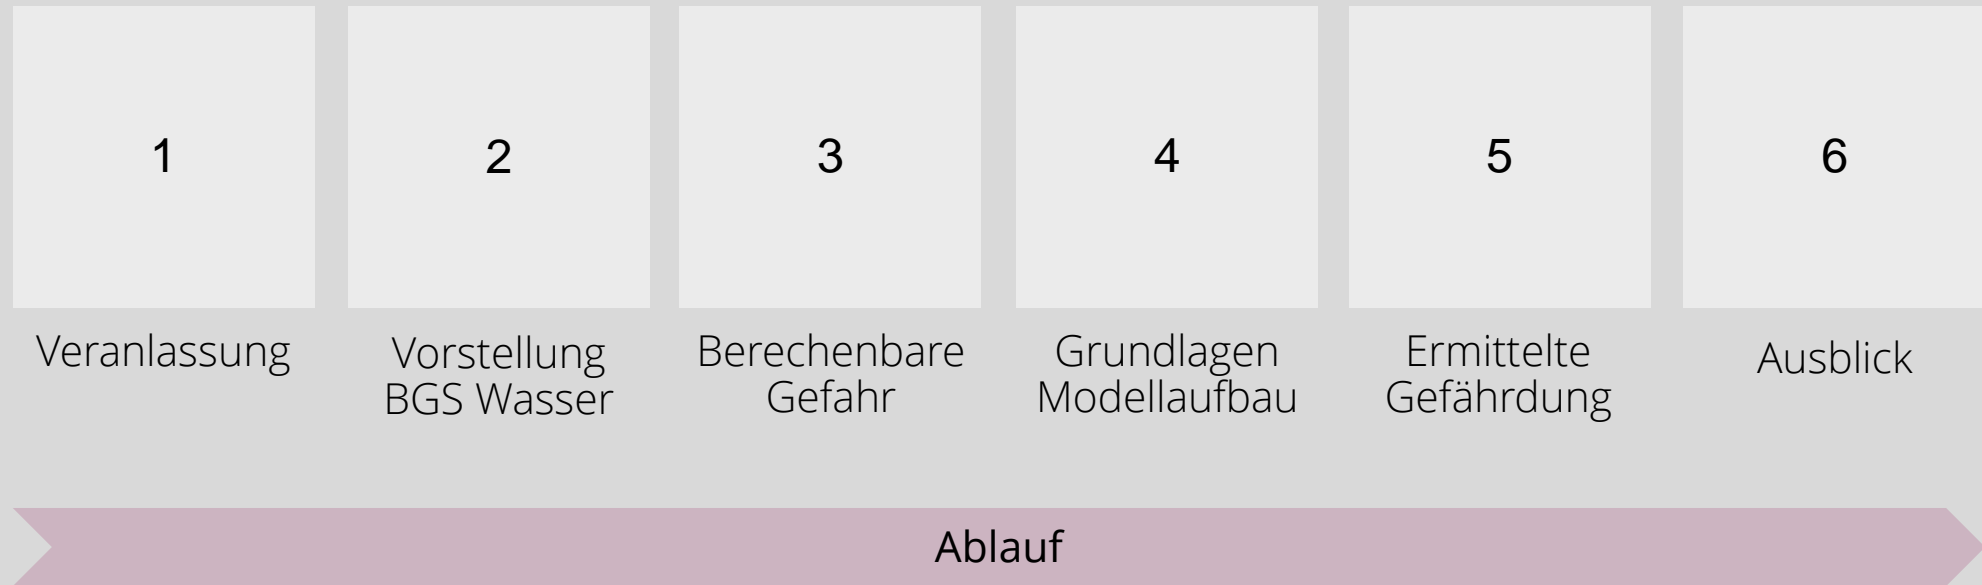 1
2
3
4
5
6
Veranlassung
Vorstellung
BGS Wasser
Berechenbare
Gefahr
Grundlagen
Modellaufbau
Ermittelte
Gefährdung
Ausblick
Ablauf